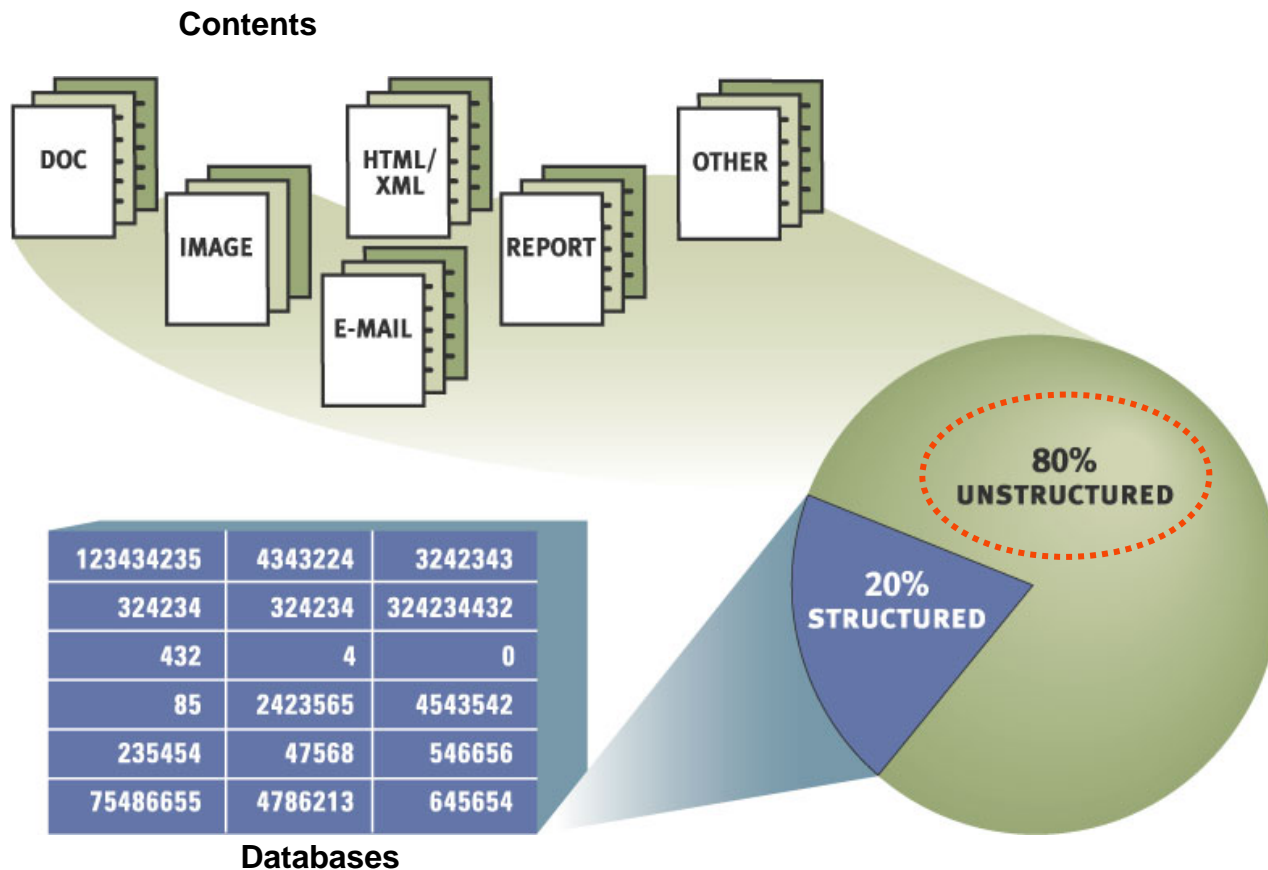 Contents
DOC
IMAGE
HTML/
XML
E-MAIL
REPORT
OTHER
80%
UNSTRUCTURED
20%
STRUCTURED
123434235 4343224 3242343
324234 324234 324234432
432 4 0
85 2423565 4543542
235454 47568 546656
75486655 4786213 645654
Databases